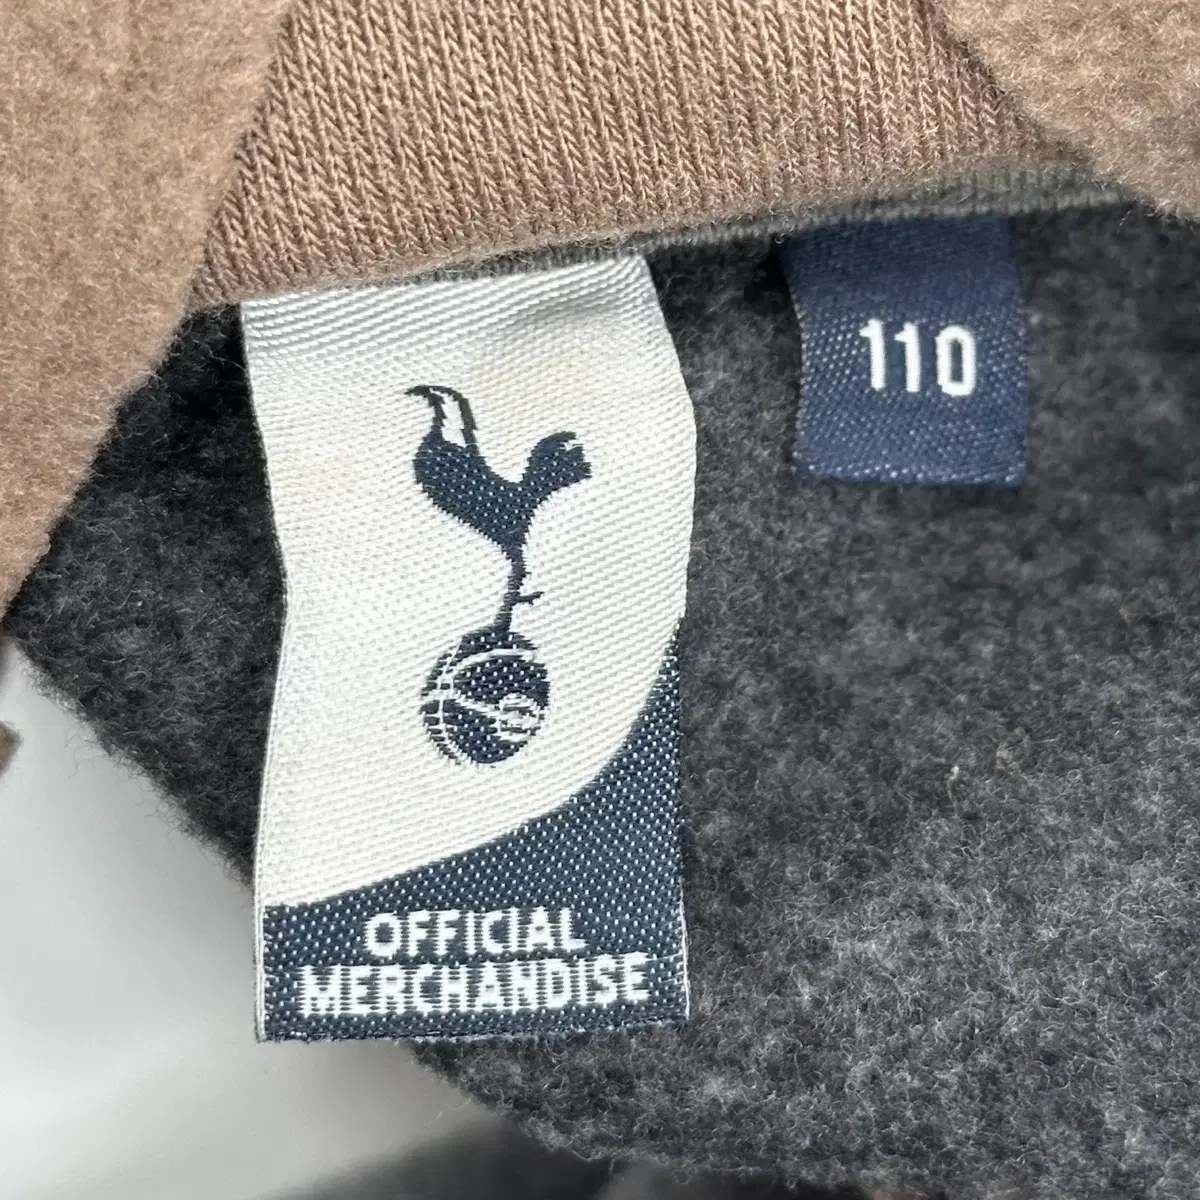 110
OFFICIAL
MERCHANDISE